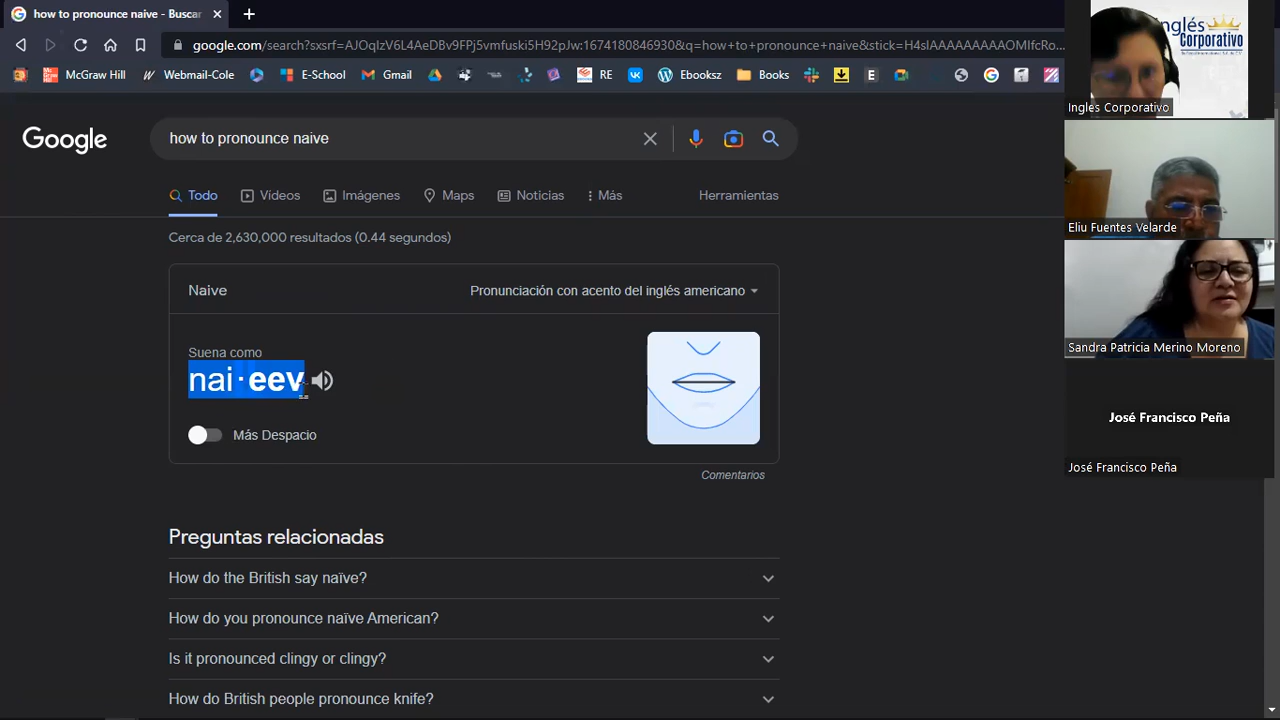 how to pronounce naive - Buscar
google.com/search?sxsrf=AJOqlzV6L4AeDBv9FPj5vmfuski5H92pJw:1674180846930&q=how+to+pronounce+naive&stick=H4sIAAAAAAAAAOMIfcRo...
McGraw Hill
Webmail-Cole
E-School
Gmail
RE
Ebooksz
Books
E
Google
how to pronounce naive
Todo
Vídeos
Imágenes
Maps
Noticias
Más
Herramientas
Cerca de 2,630,000 resultados (0.44 segundos)
Naive
Pronunciación con acento del inglés americano
Suena como
nai·eev
Más Despacio
Comentarios
Preguntas relacionadas
How do the British say naïve?
How do you pronounce naïve American?
Is it pronounced clingy or clingy?
How do British people pronounce knife?
Inglés
Corporativo
Ingles Corporativo
Eliu Fuentes Velarde
Sandra Patricia Merino Moreno
José Francisco Peña
José Francisco Peña